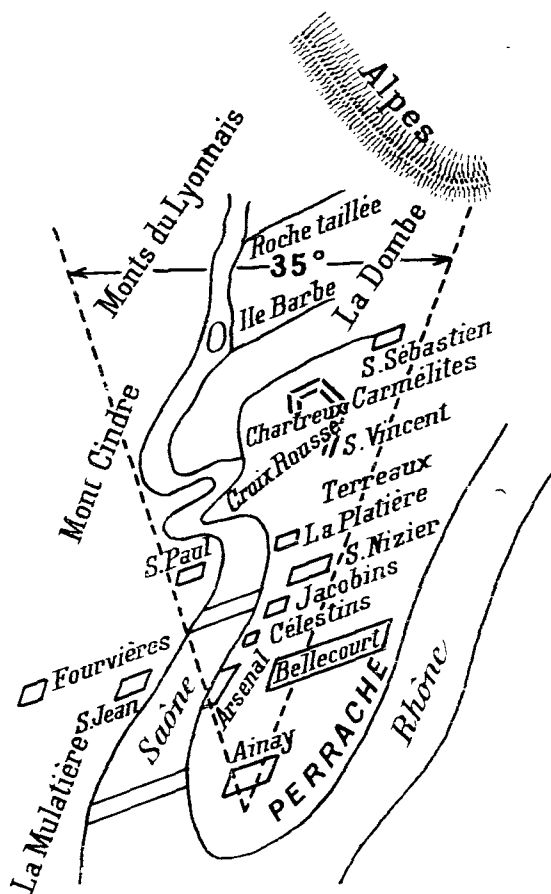 Alpes
Monts du Lyonnais
Roche taillée
35°
La Dombe
Ile Barbe
S. Sébastien
Carmélites
Chartreux
Croix Rousse
S. Vincent
Mont Cindre
Terreaux
La Platière
S. Nizier
S. Paul
Jacobins
Célestins
Fourvières
Bellecourt
Arsenal
S. Jean
Saône
Ainay
PERRACHE
Rhône
La Mulatière